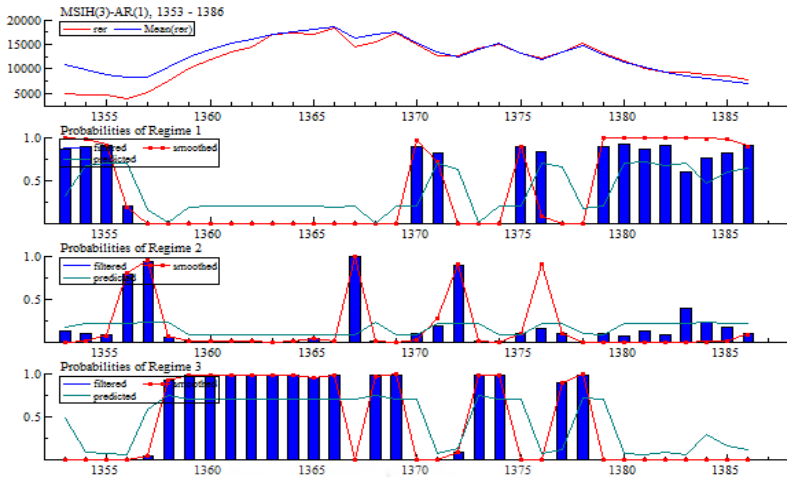 MSIH(3)-AR(1), 1353 - 1386
rer Mean(rer)
20000
15000
10000
5000
1355 1360 1365 1370 1375 1380 1385
Probabilities of Regime 1
1.0
filtered smoothed
predicted
0.5
1355 1360 1365 1370 1375 1380 1385
Probabilities of Regime 2
1.0
filtered smoothed
predicted
0.5
1355 1360 1365 1370 1375 1380 1385
Probabilities of Regime 3
1.0
filtered smoothed
predicted
0.5
1355 1360 1365 1370 1375 1380 1385